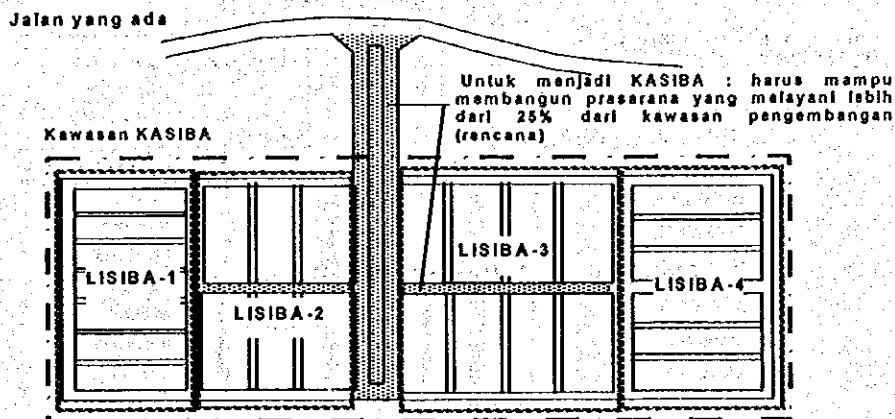 Jalan yang ada
Untuk menjadi KASIBA : harus mampu
membangun prasarana yang melayani lebih
dari 25% dari kawasan pengembangan
(rencana)
Kawasan KASIBA
LISIBA-1
LISIBA-2
LISIBA-3
LISIBA-4